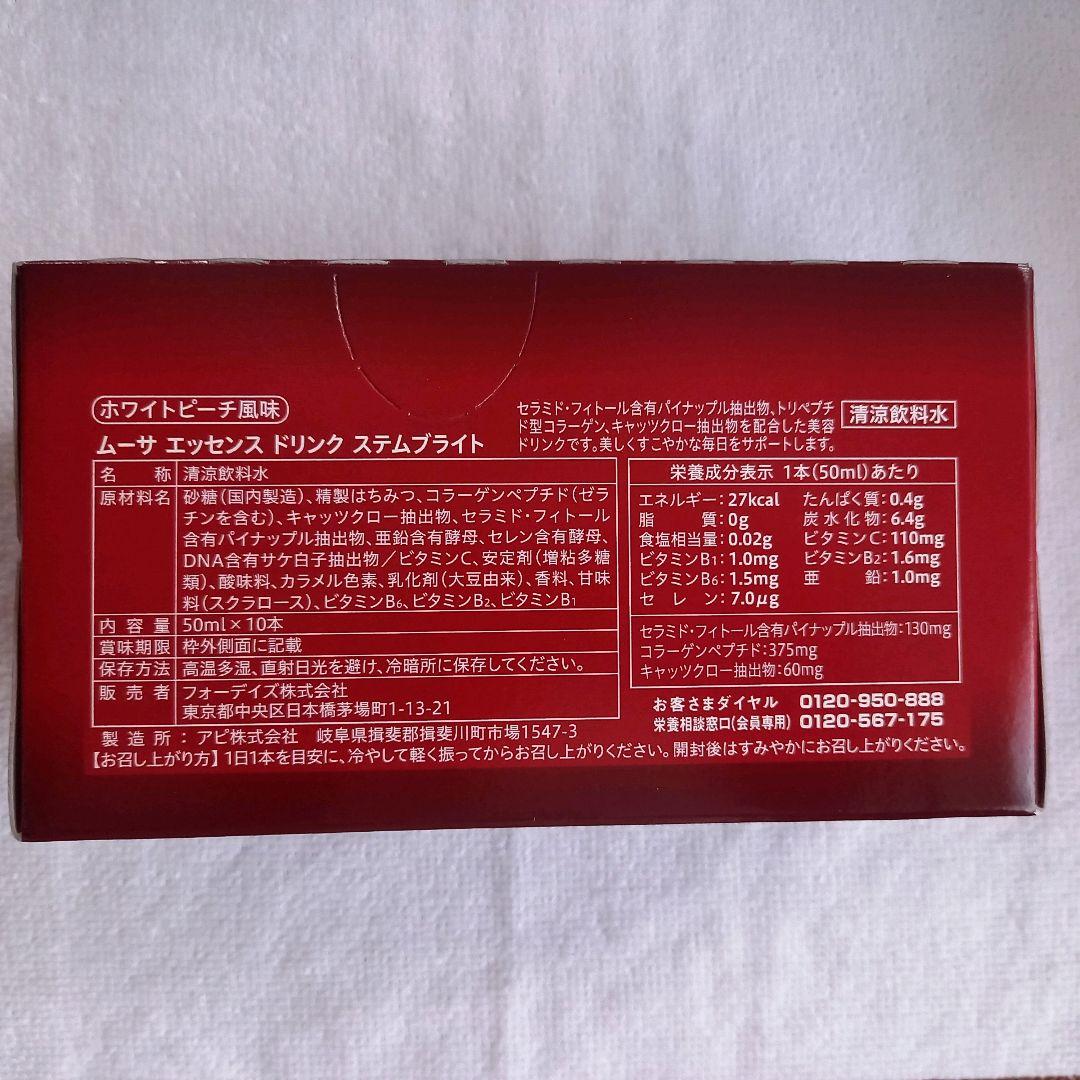 ホワイトピーチ風味
ムーサ エッセンス ドリンク ステムブライト
セラミド・フィトール含有パイナップル抽出物、トリペプチ
ド型コラーゲン、キャッツクロー抽出物を配合した美容
ドリンクです。美しくすこやかな毎日をサポートします。
清涼飲料水
名 称 清涼飲料水
原材料名 砂糖(国内製造)、精製はちみつ、コラーゲンペプチド(ゼラ
チンを含む)、キャッツクロー抽出物、セラミド・フィトール
含有パイナップル抽出物、亜鉛含有酵母、セレン含有酵母、
DNA含有サケ白子抽出物/ビタミンC、安定剤(増粘多糖
類)、酸味料、カラメル色素、乳化剤(大豆由来)、香料、甘味
料(スクラロース)、ビタミンB6、ビタミンB2、ビタミンB1
内容量 50ml×10本
賞味期限 枠外側面に記載
保存方法 高温多湿、直射日光を避け、冷暗所に保存してください。
販売者 フォーデイズ株式会社
東京都中央区日本橋茅場町1-13-21
製造所:アピ株式会社 岐阜県揖斐郡揖斐川町市場1547-3
栄養成分表示 1本(50ml)あたり
エネルギー:27kcal たんぱく質:0.4g
脂 質:0g 炭水化物:6.4g
食塩相当量:0.02g ビタミンC:110mg
ビタミンB1:1.0mg ビタミンB2:1.6mg
ビタミンB6:1.5mg 亜 鉛:1.0mg
セレン:7.0μg
セラミド・フィトール含有パイナップル抽出物:130mg
コラーゲンペプチド:375mg
キャッツクロー抽出物:60mg
お客さまダイヤル 0120-950-888
栄養相談窓口(会員専用) 0120-567-175
【お召し上がり方】1日1本を目安に、冷やして軽く振ってからお召し上がりください。開封後はすみやかにお召し上がりください。